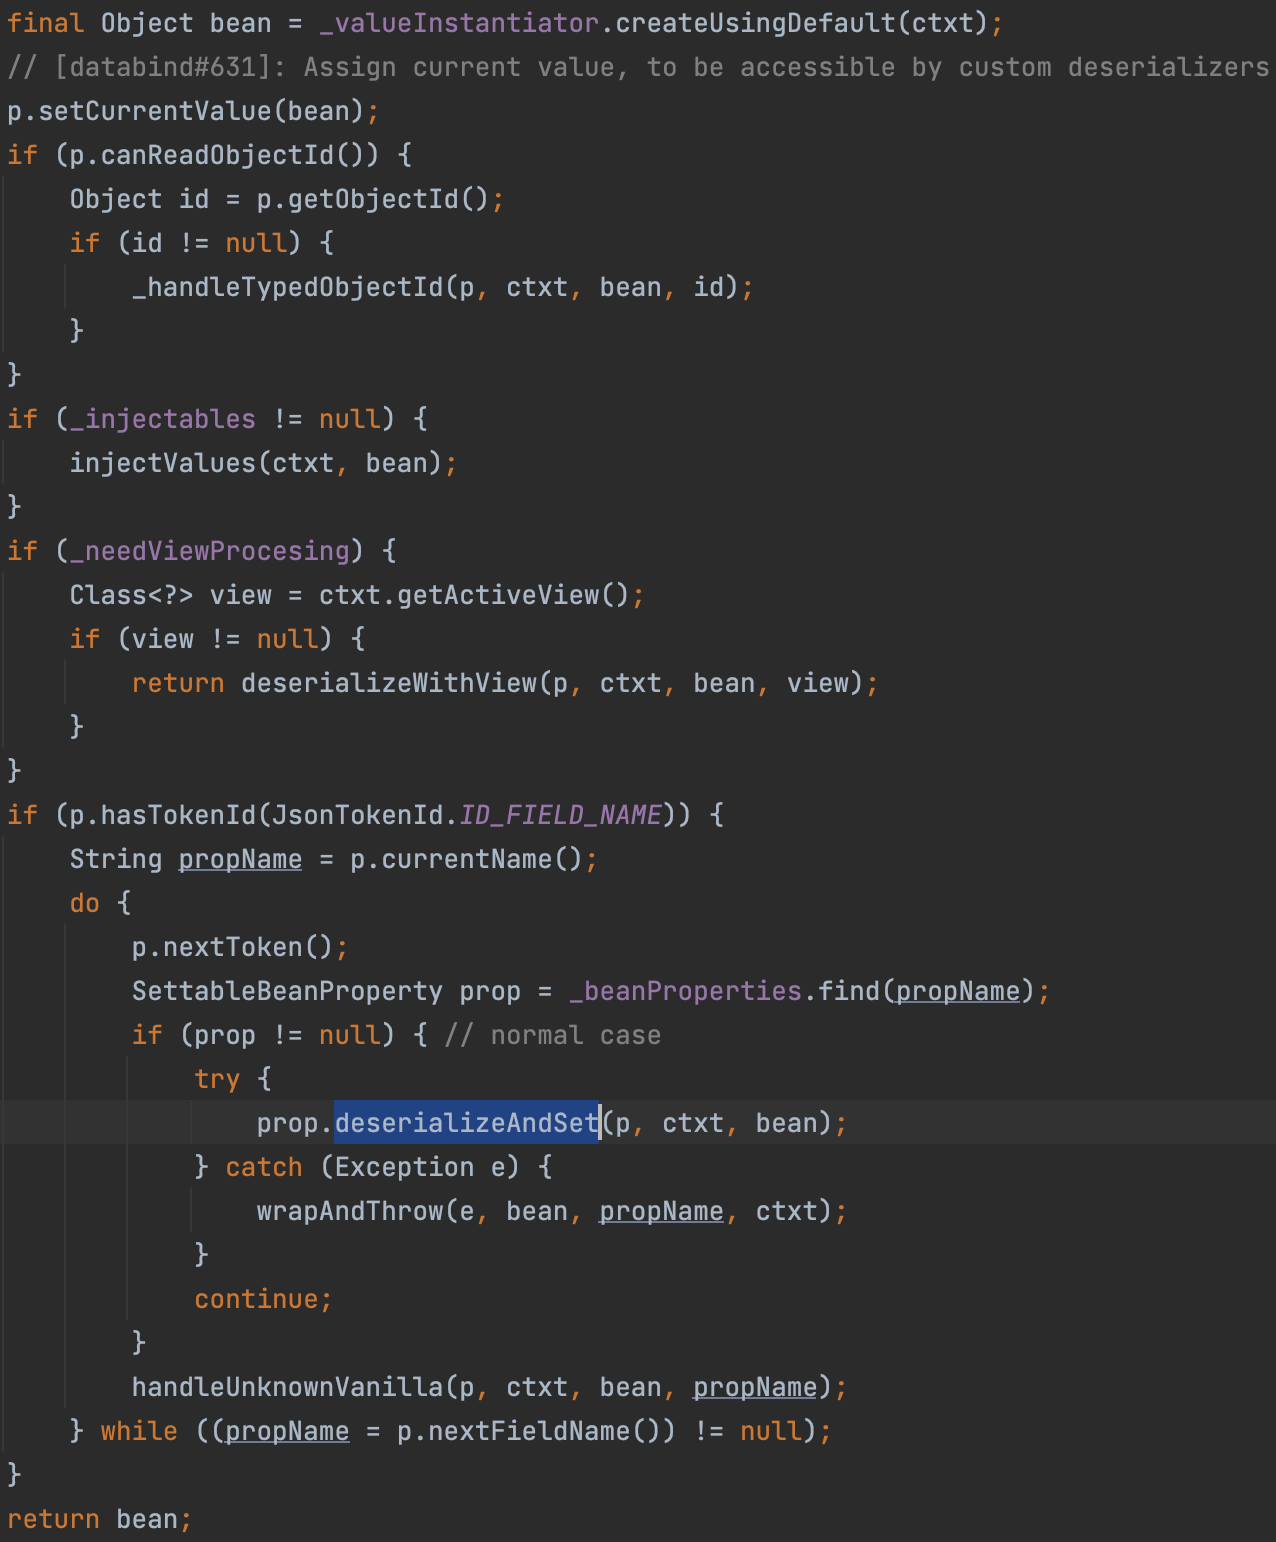 final Object bean = _valueInstantiator.createUsingDefault(ctxt);
// [databind#631]: Assign current value, to be accessible by custom deserializers
p.setCurrentValue(bean);
if (p.canReadObjectId()) {
    Object id = p.getObjectId();
    if (id != null) {
        _handleTypedObjectId(p, ctxt, bean, id);
    }
}
if (_injectables != null) {
    injectValues(ctxt, bean);
}
if (_needViewProcesing) {
    Class<?> view = ctxt.getActiveView();
    if (view != null) {
        return deserializeWithView(p, ctxt, bean, view);
    }
}
if (p.hasTokenId(JsonTokenId.ID_FIELD_NAME)) {
    String propName = p.currentName();
    do {
        p.nextToken();
        SettableBeanProperty prop = _beanProperties.find(propName);
        if (prop != null) { // normal case
            try {
                prop.deserializeAndSet(p, ctxt, bean);
            } catch (Exception e) {
                wrapAndThrow(e, bean, propName, ctxt);
            }
            continue;
        }
        handleUnknownVanilla(p, ctxt, bean, propName);
    } while ((propName = p.nextFieldName()) != null);
}
return bean;